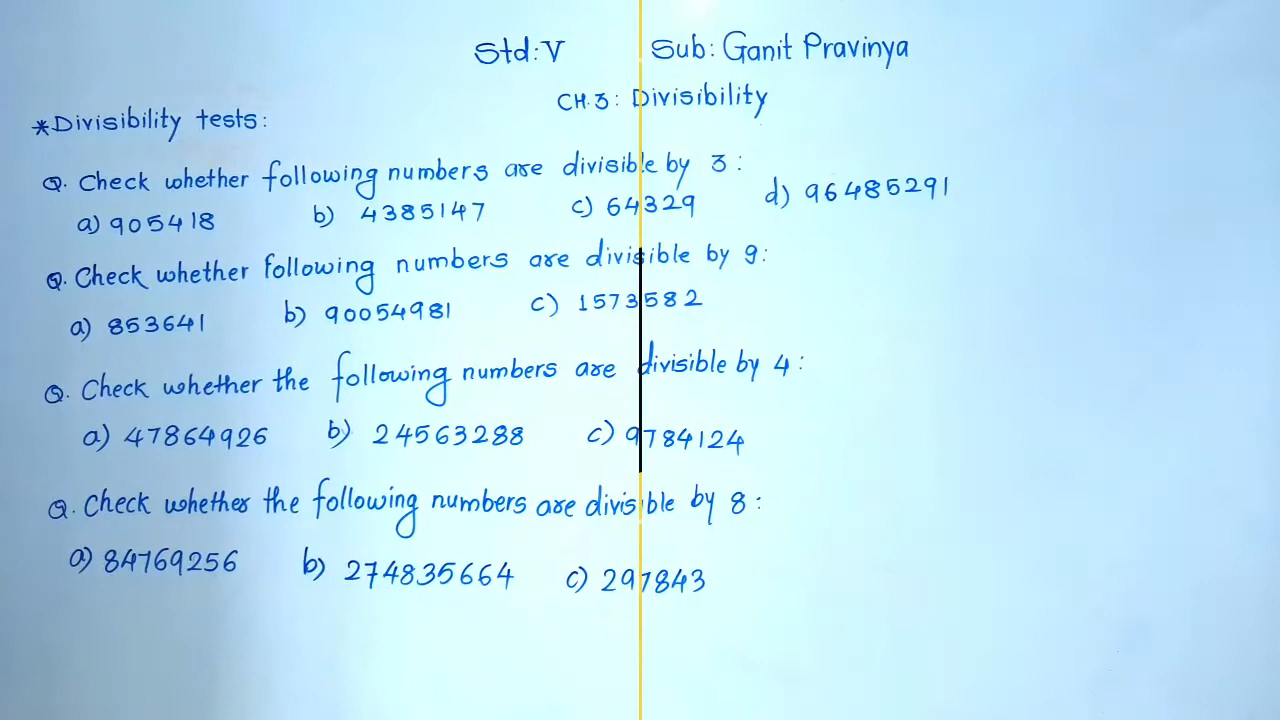 Std: V Sub: Ganit Pravinya
CH. 3: Divisibility
*Divisibility tests:
Q. Check whether following numbers are divisible by 3:
a) 905418 b) 4385147 c) 64329 d) 96485291
Q. Check whether following numbers are divisible by 9:
a) 853641 b) 90054981 c) 1573582
Q. Check whether the following numbers are divisible by 4:
a) 47864926 b) 24563288 c) 9784124
Q. Check whether the following numbers are divisible by 8:
a) 84769256 b) 274835664 c) 297843